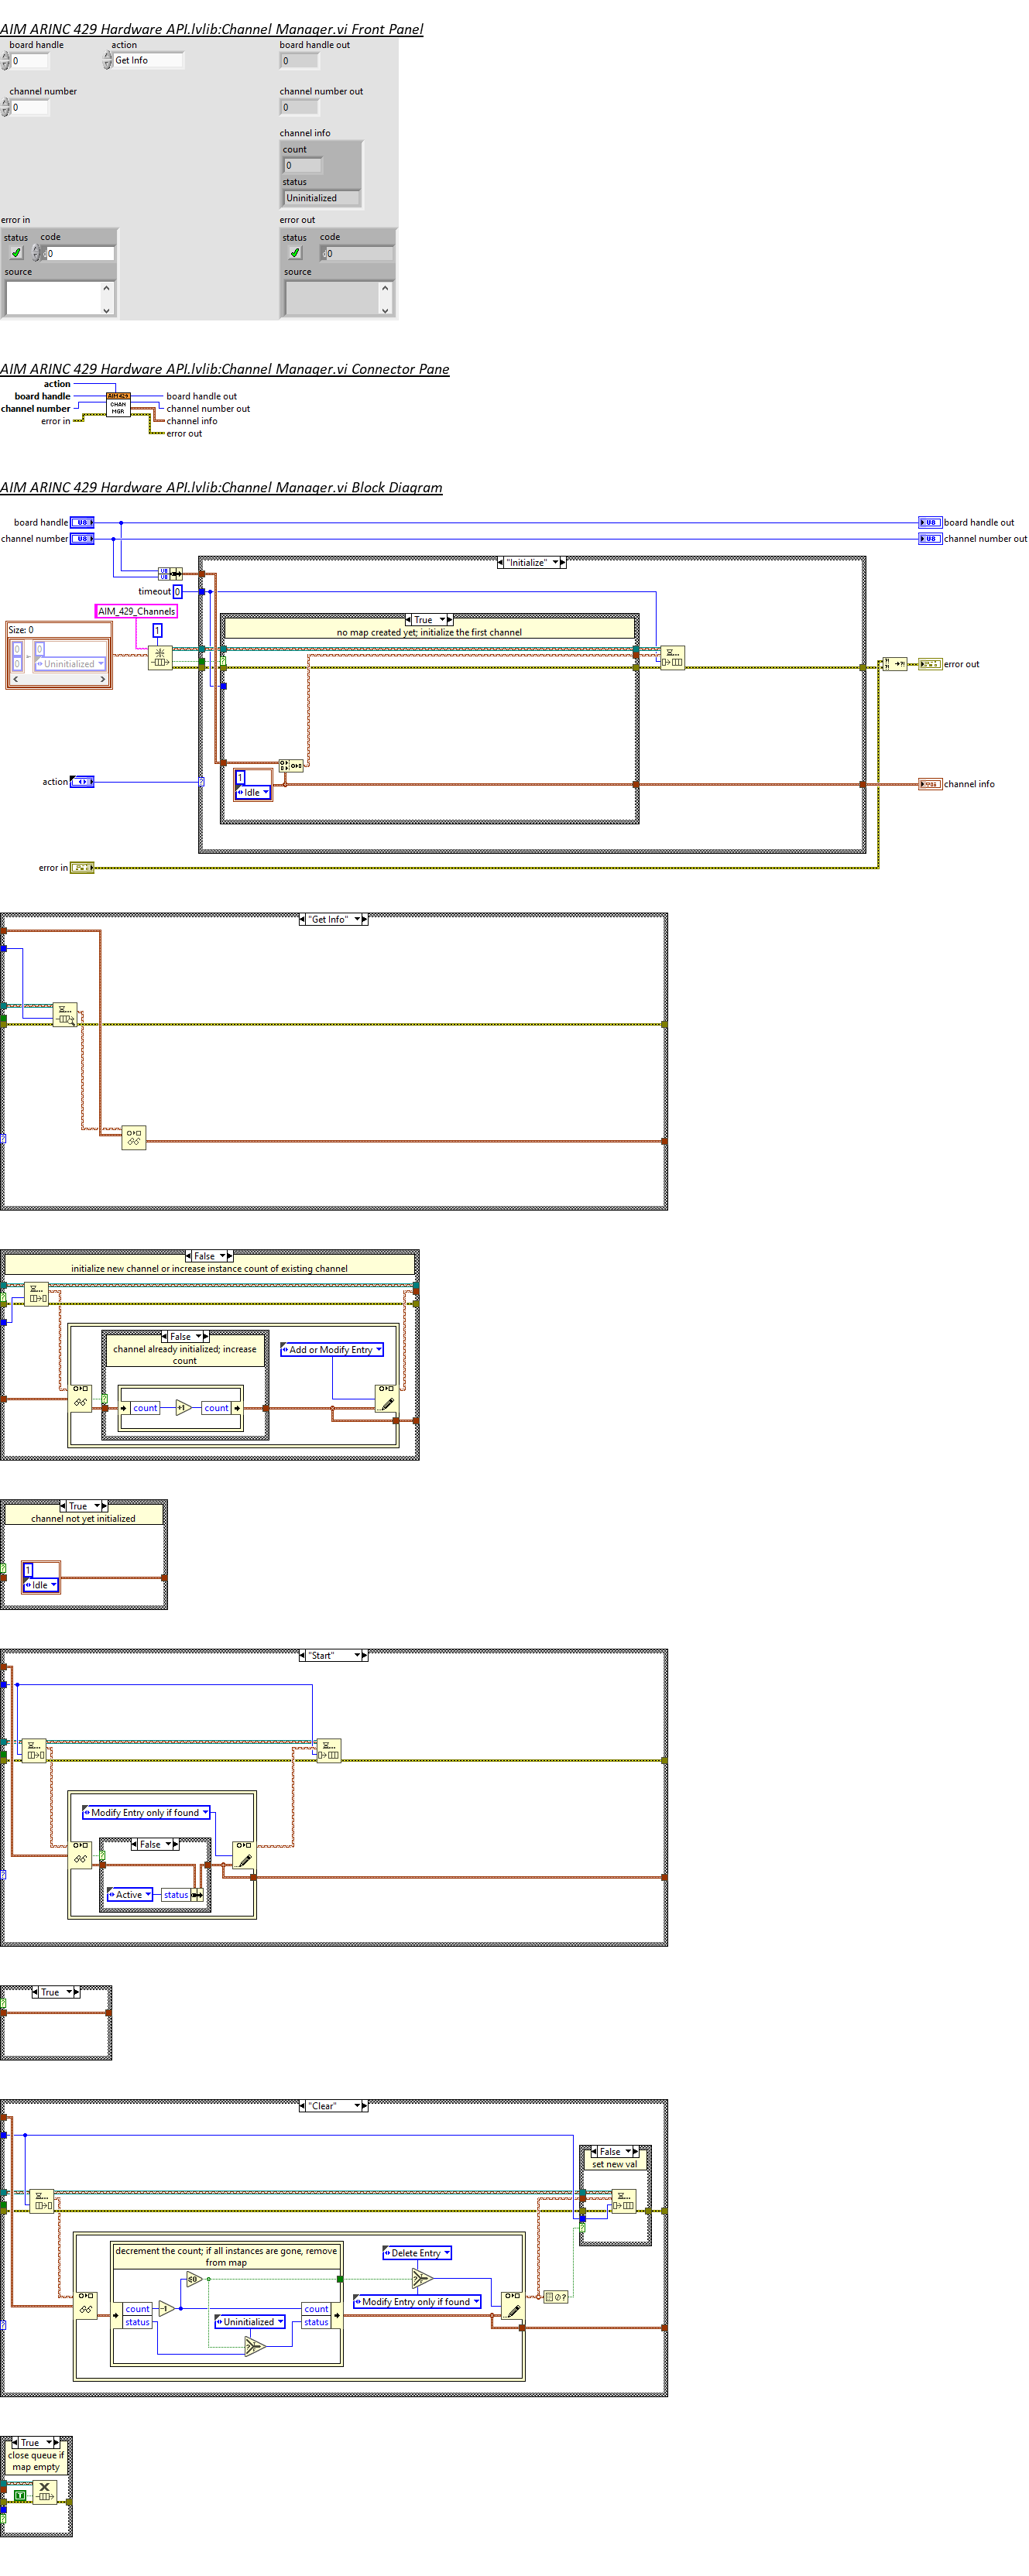 AIM ARINC 429 Hardware API.lvlib:Channel Manager.vi Front Panel
board handle
action
board handle out
0
Get Info
0
channel number
channel number out
0
0
channel info
count
0
status
Uninitialized
error in
error out
status code
status code
0
0
source
source
AIM ARINC 429 Hardware API.lvlib:Channel Manager.vi Connector Pane
action
board handle
AIM429
board handle out
channel number
CHAN
MGR
channel number out
error in
channel info
error out
AIM ARINC 429 Hardware API.lvlib:Channel Manager.vi Block Diagram
board handle
U8
U8
board handle out
channel number
U8
U8
channel number out
"Initialize"
U8
U8
timeout 0
AIM_429_Channels
True
Size: 0
1
no map created yet; initialize the first channel
0
0
0
Uninitialized
error out
1
Idle
action
channel info
error in
"Get Info"
False
initialize new channel or increase instance count of existing channel
False
channel already initialized; increase
count
Add or Modify Entry
count
+1
count
True
channel not yet initialized
1
Idle
"Start"
Modify Entry only if found
False
Active
status
True
"Clear"
False
set new val
decrement the count; if all instances are gone, remove
from map
Delete Entry
≤0
Modify Entry only if found
count
-1
count
status
Uninitialized
status
True
close queue if
map empty
T